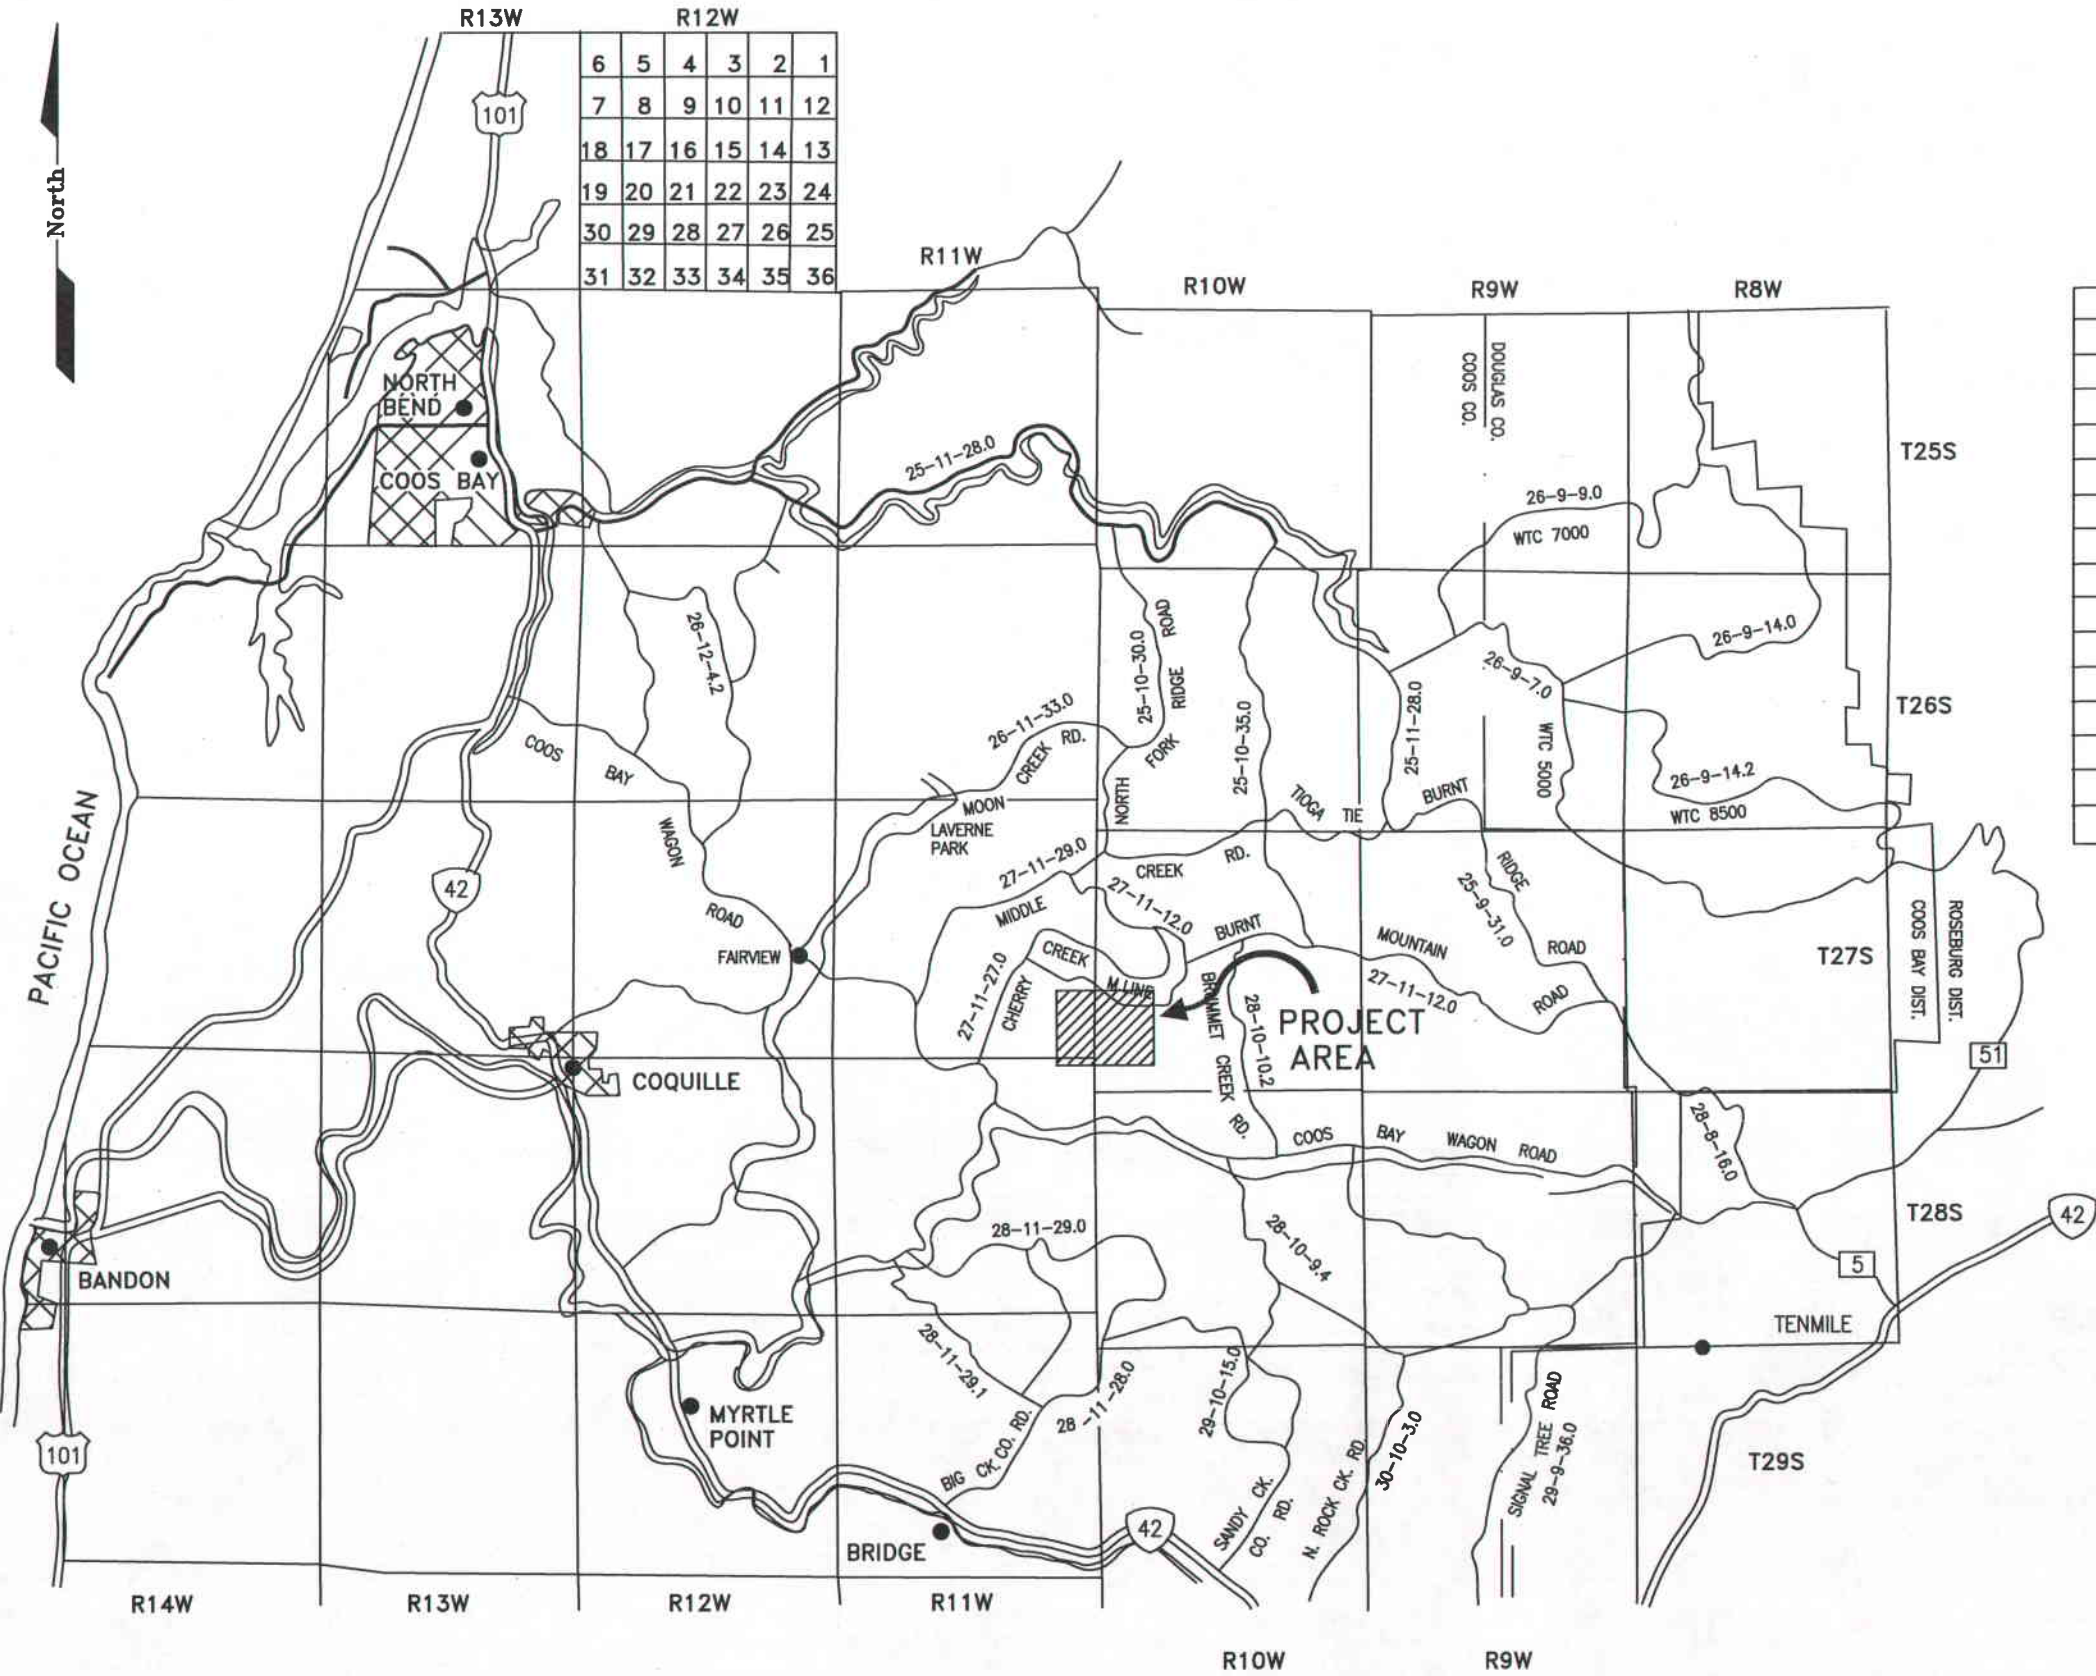 R13W
R12W
North
101
6 5 4 3 2 1
7 8 9 10 11 12
18 17 16 15 14 13
19 20 21 22 23 24
30 29 28 27 26 25
31 32 33 34 35 36
R11W
R10W
R9W
R8W
NORTH
BEND
COOS BAY
25-11-28.0
DOUGLAS CO.
COOS CO.
T25S
26-9-9.0
WTC 7000
26-12-4.2
25-10-30.0
RIDGE ROAD
26-9-14.0
26-9-7.0
T26S
26-11-33.0
MOON CREEK RD.
NORTH FORK
25-10-35.0
25-11-28.0
WTC 5000
26-9-14.2
WTC 8500
COOS BAY WAGON ROAD
TIOGA TIE
BURNT RIDGE ROAD
25-9-31.0
LAVERNE
PARK
42
PACIFIC OCEAN
27-11-29.0
MIDDLE CREEK RD.
27-11-12.0
FAIRVIEW
27-11-27.0
CHERRY CREEK
M.LINE
BURNT MOUNTAIN ROAD
27-11-12.0
BRUMMET CREEK RD.
28-10-10.2
PROJECT
AREA
T27S
COOS BAY DIST.
ROSEBURG DIST.
51
COQUILLE
COOS BAY WAGON ROAD
28-8-16.0
T28S
42
28-11-29.0
28-10-9.4
5
BANDON
TENMILE
28-11-29.1
28-11-28.0
29-10-15.0
MYRTLE
POINT
BIG CK. CO. RD.
SANDY CK.
CO. RD.
N. ROCK CK. RD.
30-10-3.0
SIGNAL TREE ROAD
29-9-36.0
T29S
101
42
BRIDGE
R14W
R13W
R12W
R11W
R10W
R9W